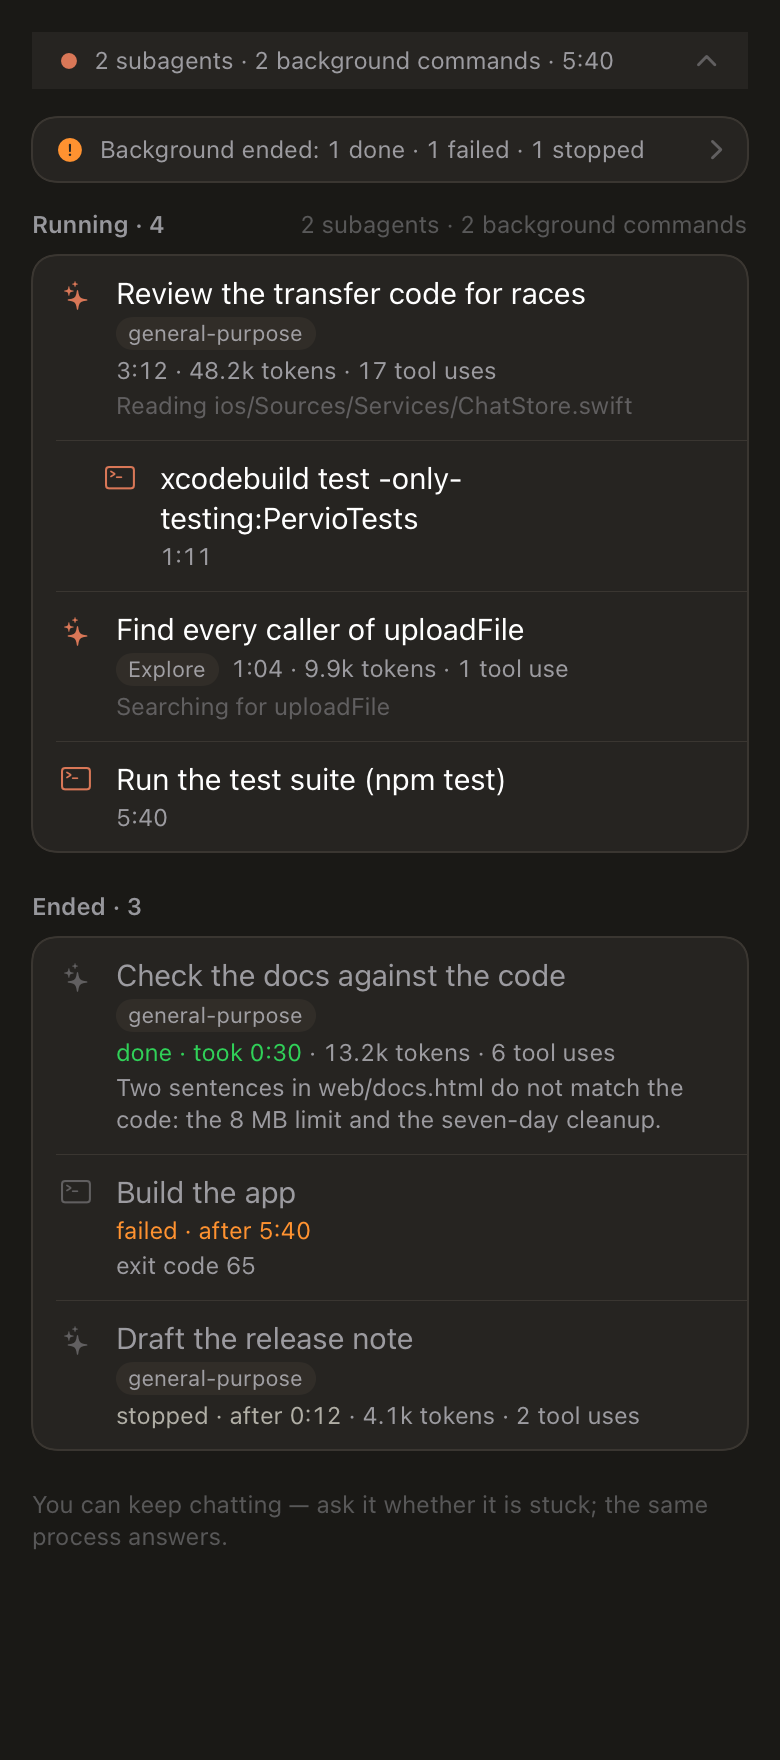 2 subagents · 2 background commands · 5:40
Background ended: 1 done · 1 failed · 1 stopped
Running · 4
2 subagents · 2 background commands
Review the transfer code for races
general-purpose
3:12 · 48.2k tokens · 17 tool uses
Reading ios/Sources/Services/ChatStore.swift
xcodebuild test -only-
testing:PervioTests
1:11
Find every caller of uploadFile
Explore 1:04 · 9.9k tokens · 1 tool use
Searching for uploadFile
Run the test suite (npm test)
5:40
Ended · 3
Check the docs against the code
general-purpose
done · took 0:30 · 13.2k tokens · 6 tool uses
Two sentences in web/docs.html do not match the
code: the 8 MB limit and the seven-day cleanup.
Build the app
failed · after 5:40
exit code 65
Draft the release note
general-purpose
stopped · after 0:12 · 4.1k tokens · 2 tool uses
You can keep chatting — ask it whether it is stuck; the same
process answers.